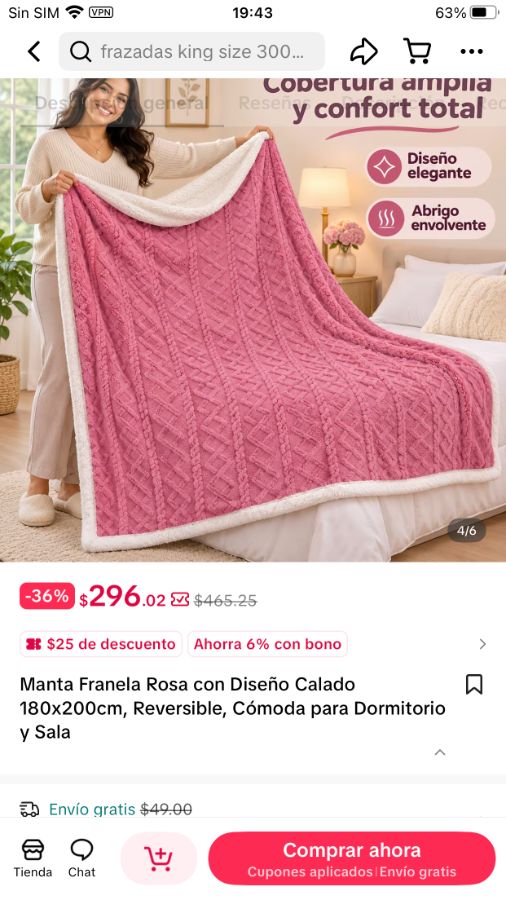 Sin SIM VPN 19:43 63%
frazadas king size 300...
Cobertura amplia
y confort total
Reseñas
general
Diseño
elegante
Abrigo
envolvente
4/6
-36% $296.02 $465.25
$25 de descuento Ahorra 6% con bono
Manta Franela Rosa con Diseño Calado
180x200cm, Reversible, Cómoda para Dormitorio
y Sala
Envío gratis $49.00
Comprar ahora
Cupones aplicados | Envío gratis
Tienda Chat